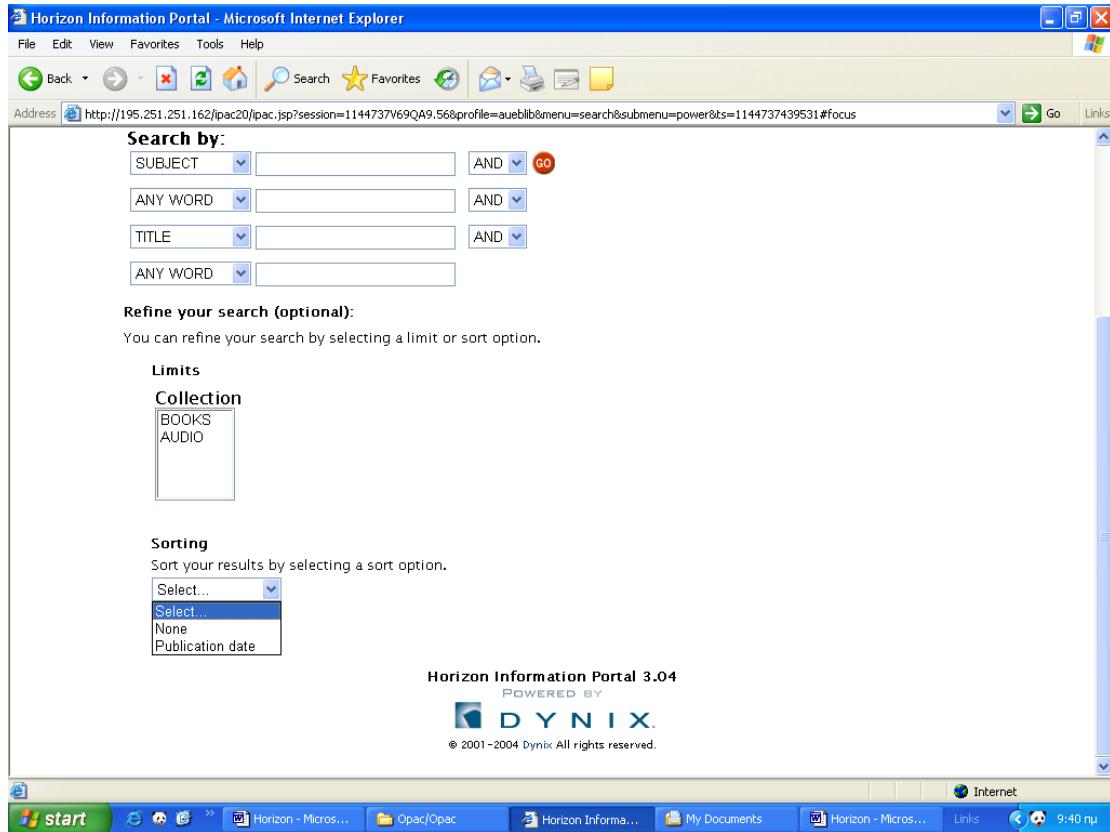 Horizon Information Portal - Microsoft Internet Explorer
File Edit View Favorites Tools Help
Back Search Favorites
Address http://195.251.251.162/ipac20/ipac.jsp?session=1144737V69QA9.56&profile=aueblib&menu=search&submenu=power&ts=1144737439531#focus Go Links
Search by:
SUBJECT AND GO
ANY WORD AND
TITLE AND
ANY WORD
Refine your search (optional):
You can refine your search by selecting a limit or sort option.
Limits
Collection
BOOKS
AUDIO
Sorting
Sort your results by selecting a sort option.
Select...
Select...
None
Publication date
Horizon Information Portal 3.04
POWERED BY
DYNIX.
© 2001-2004 Dynix All rights reserved.
Internet
start » Horizon - Micros... Opac/Opac Horizon Informa... My Documents Horizon - Micros... Links 9:40 πμ